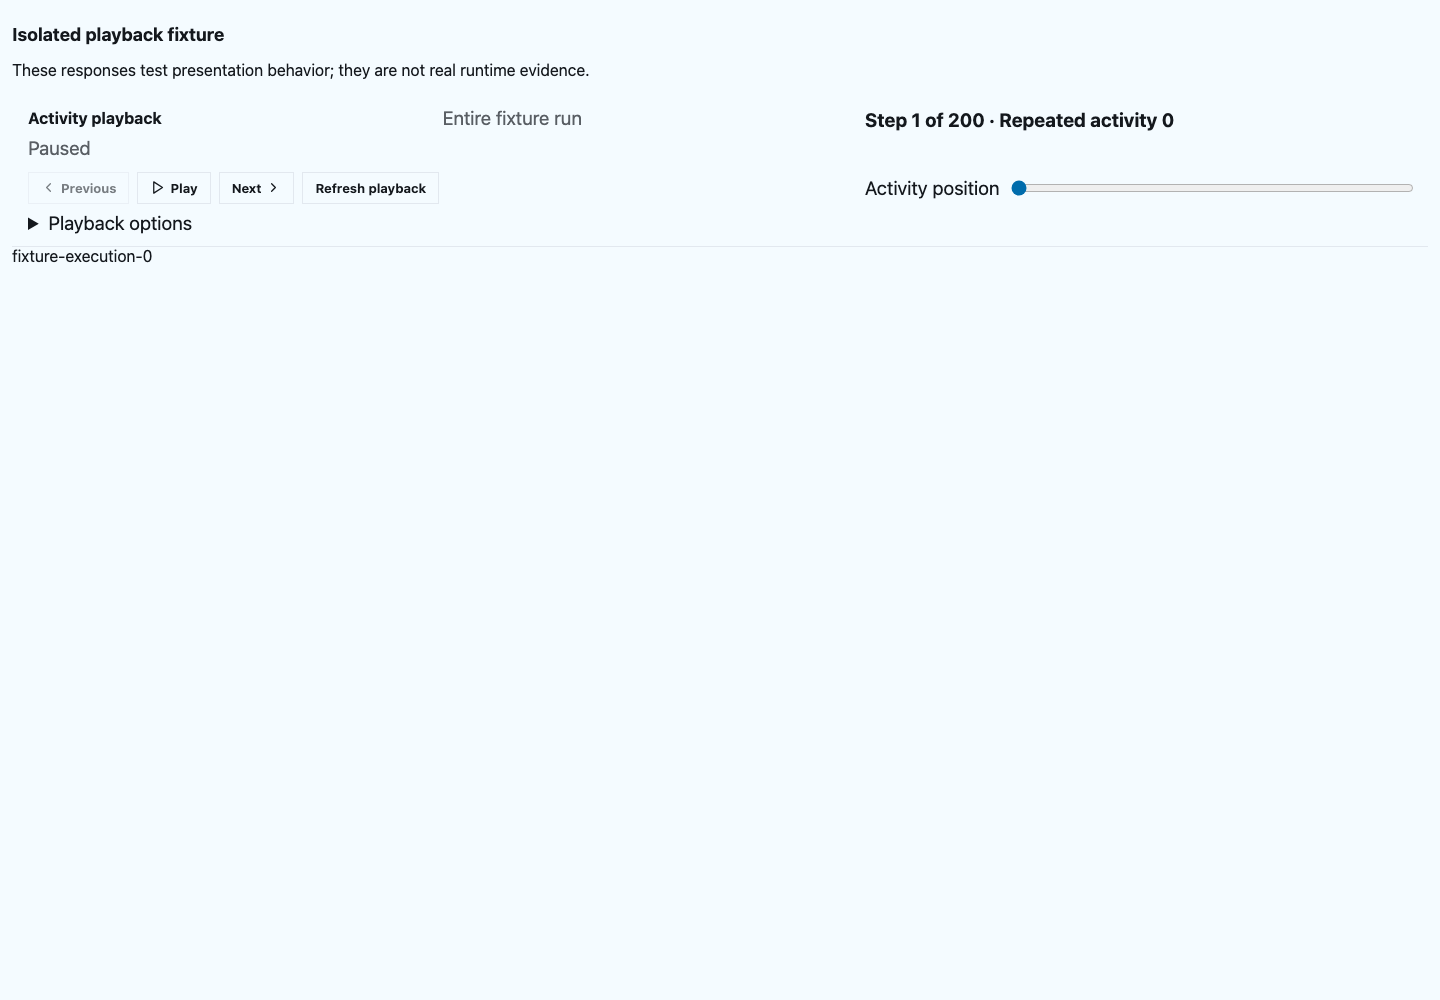 Isolated playback fixture
These responses test presentation behavior; they are not real runtime evidence.
Activity playback
Entire fixture run
Step 1 of 200 · Repeated activity 0
Paused
Previous
Play
Next
Refresh playback
Activity position
Playback options
fixture-execution-0